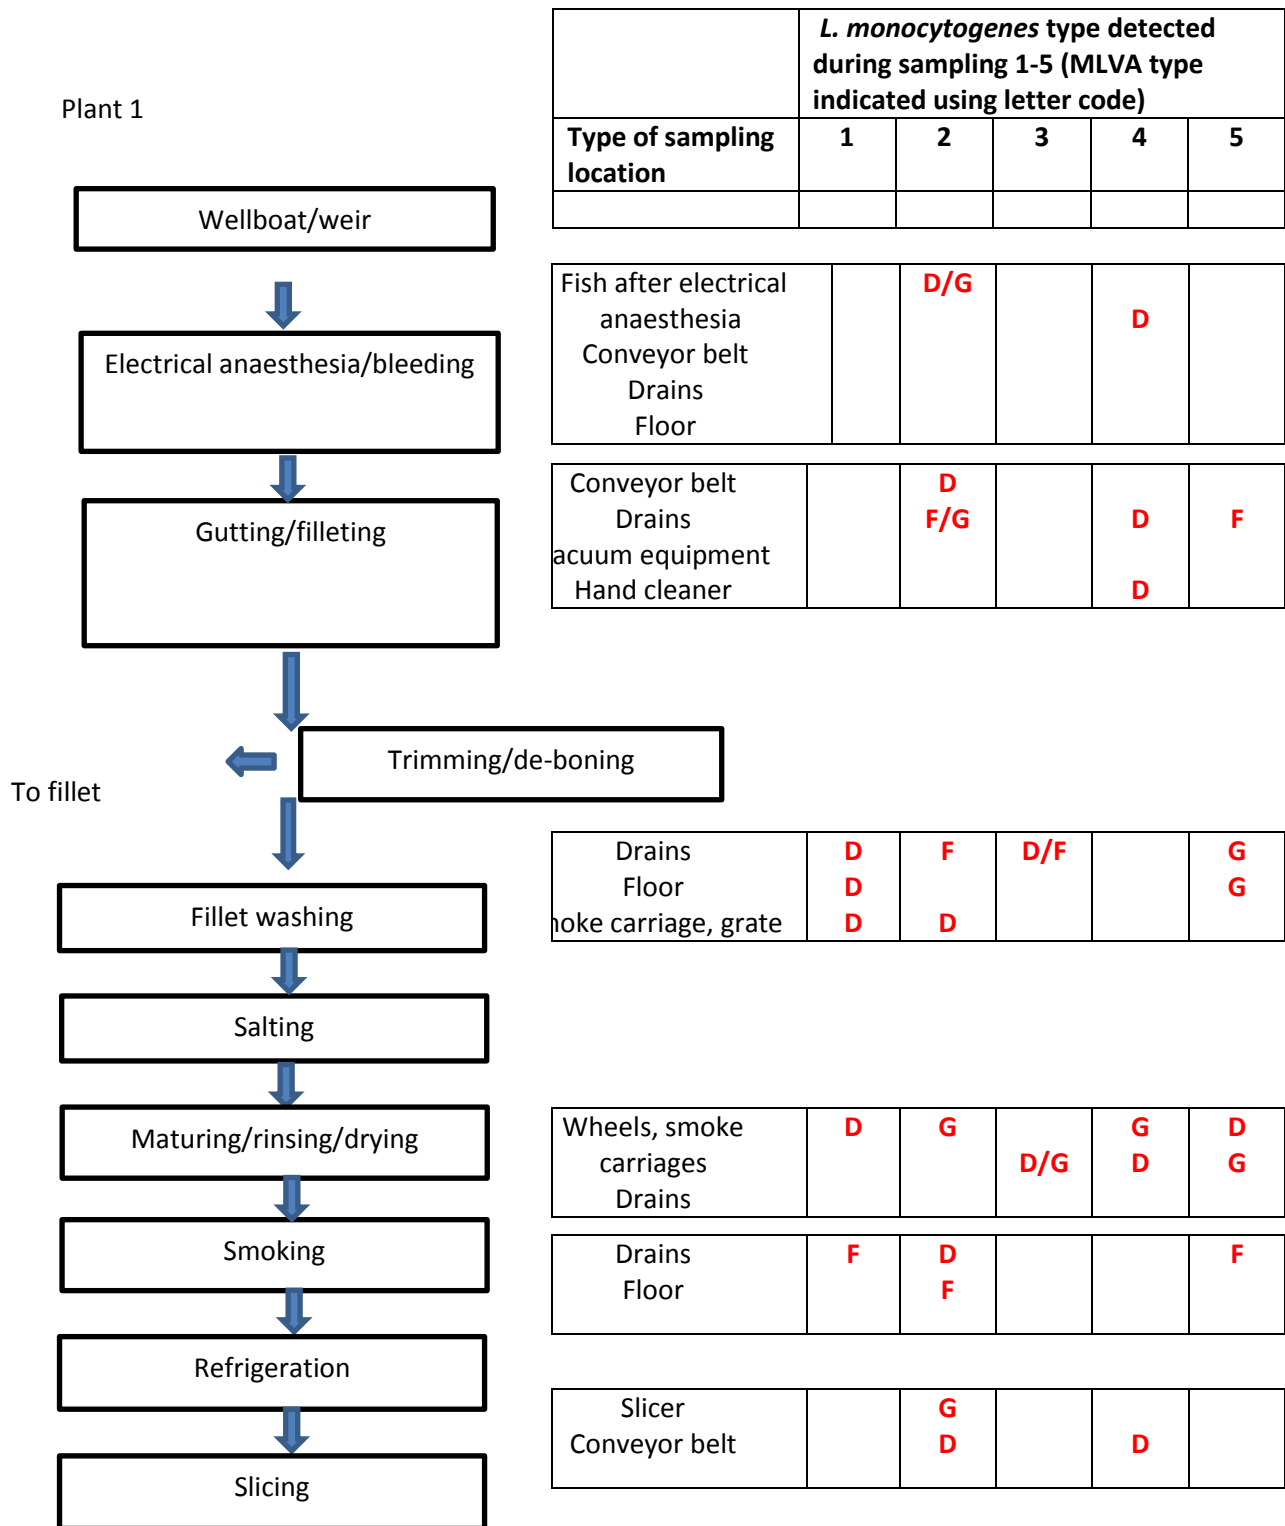 L. monocytogenes type detected
during sampling 1-5 (MLVA type
indicated using letter code)
Plant 1
Type of sampling 1 2 3 4 5
location
Wellboat/weir
Fish after electrical D/G
anaesthesia D
Conveyor belt
Drains
Floor
Electrical anaesthesia/bleeding
Conveyor belt D
Drains F/G D F
acuum equipment
Hand cleaner D
Gutting/filleting
Trimming/de-boning
To fillet
Drains D F D/F G
Floor D G
oke carriage, grate D D
Fillet washing
Salting
Wheels, smoke D G G D
carriages D/G D G
Drains
Maturing/rinsing/drying
Drains F D F
Floor F
Smoking
Refrigeration
Slicer G
Conveyor belt D D
Slicing